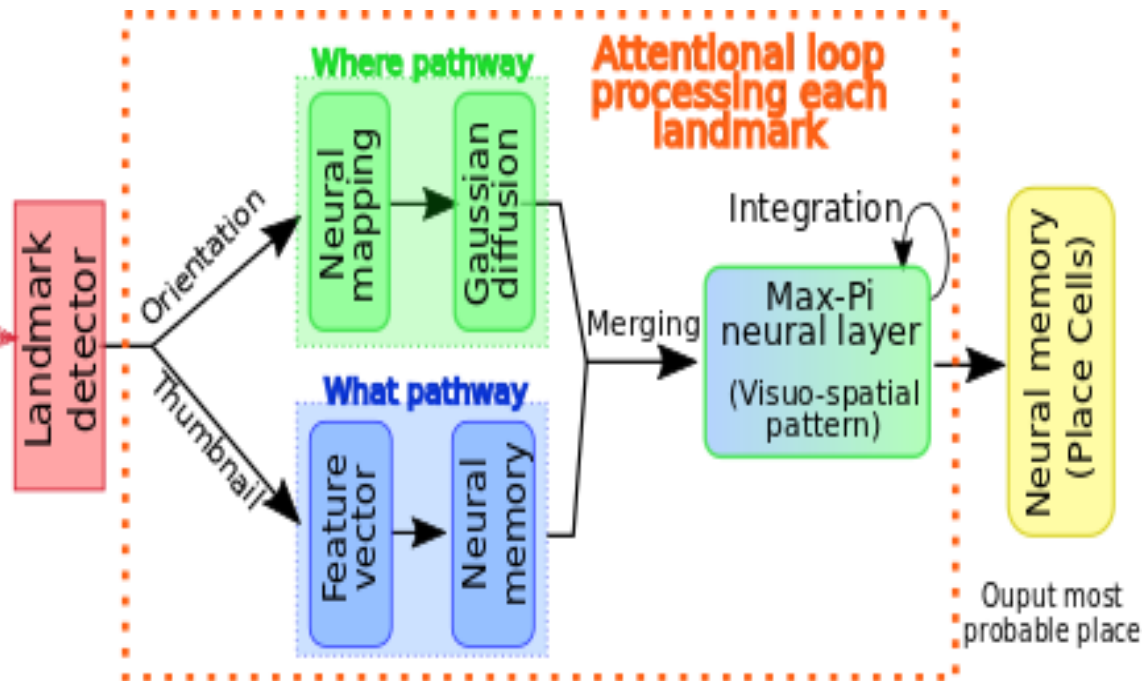 Where pathway
Attentional loop
processing each
landmark
Landmark
detector
Orientation
Thumbnail
Neural
mapping
Gaussian
diffusion
What pathway
Feature
vector
Neural
memory
Merging
Integration
Max-Pi
neural layer
(Visuo-spatial
pattern)
Neural memory
(Place Cells)
Ouput most
probable place